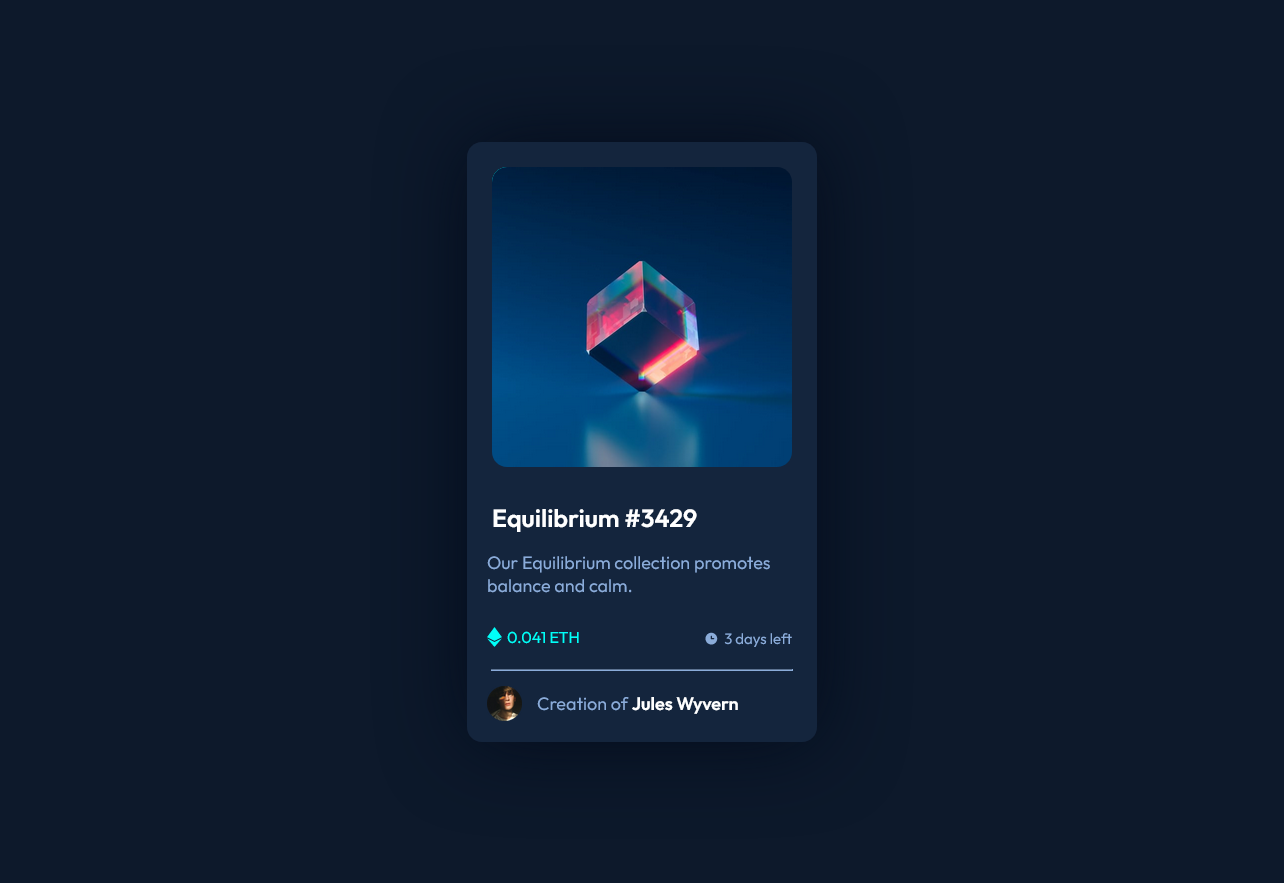 Equilibrium #3429
Our Equilibrium collection promotes
balance and calm.
0.041 ETH
3 days left
Creation of Jules Wyvern